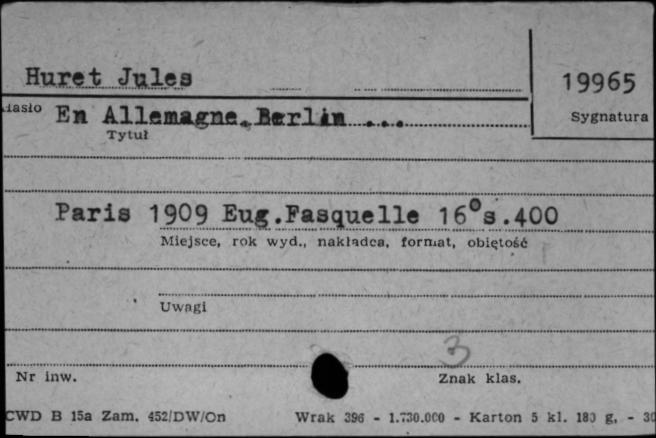 Huret Jules
19965
Hasło En Allemagne. Berlin ...
Sygnatura
Tytuł
Paris 1909 Eug.Fasquelle 16°s.400
Miejsce, rok wyd., nakładca, format, objętość
Uwagi
3
Nr inw.
Znak klas.
CWD B 15a Zam. 452/DW/On Wrak 396 - 1.730.000 - Karton 5 kl. 180 g, - 30